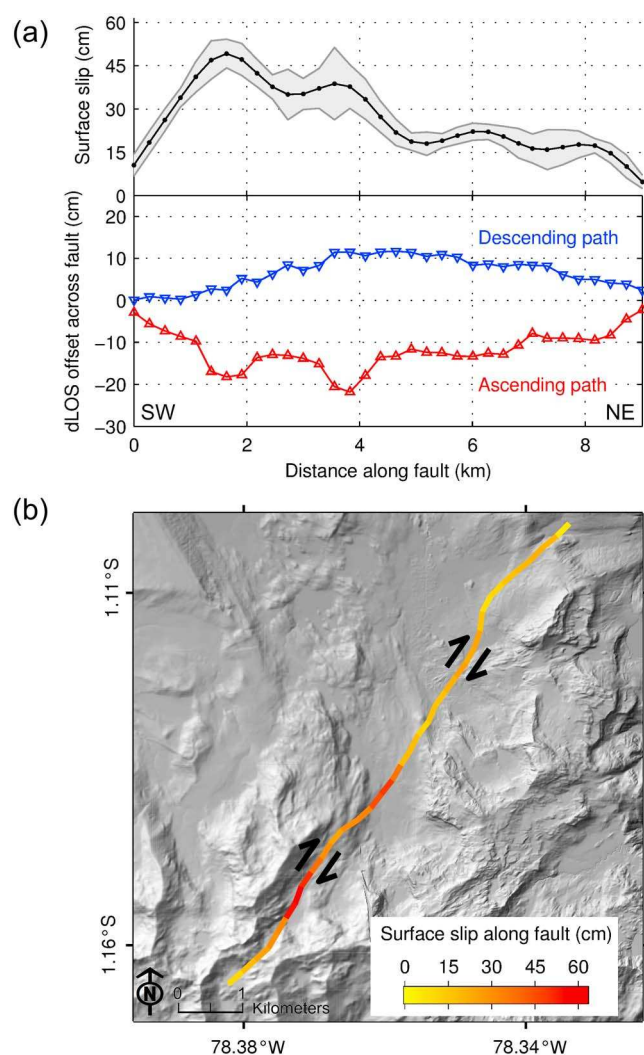 (a)
60
45
30
15
0
Surface slip (cm)
20
10
0
−10
−20
−30
dLOS offset across fault (cm)
Descending path
Ascending path
SW
NE
0 2 4 6 8
Distance along fault (km)
(b)
1.11°S
1.16°S
N
0 1
Kilometers
Surface slip along fault (cm)
0 15 30 45 60
78.38°W
78.34°W